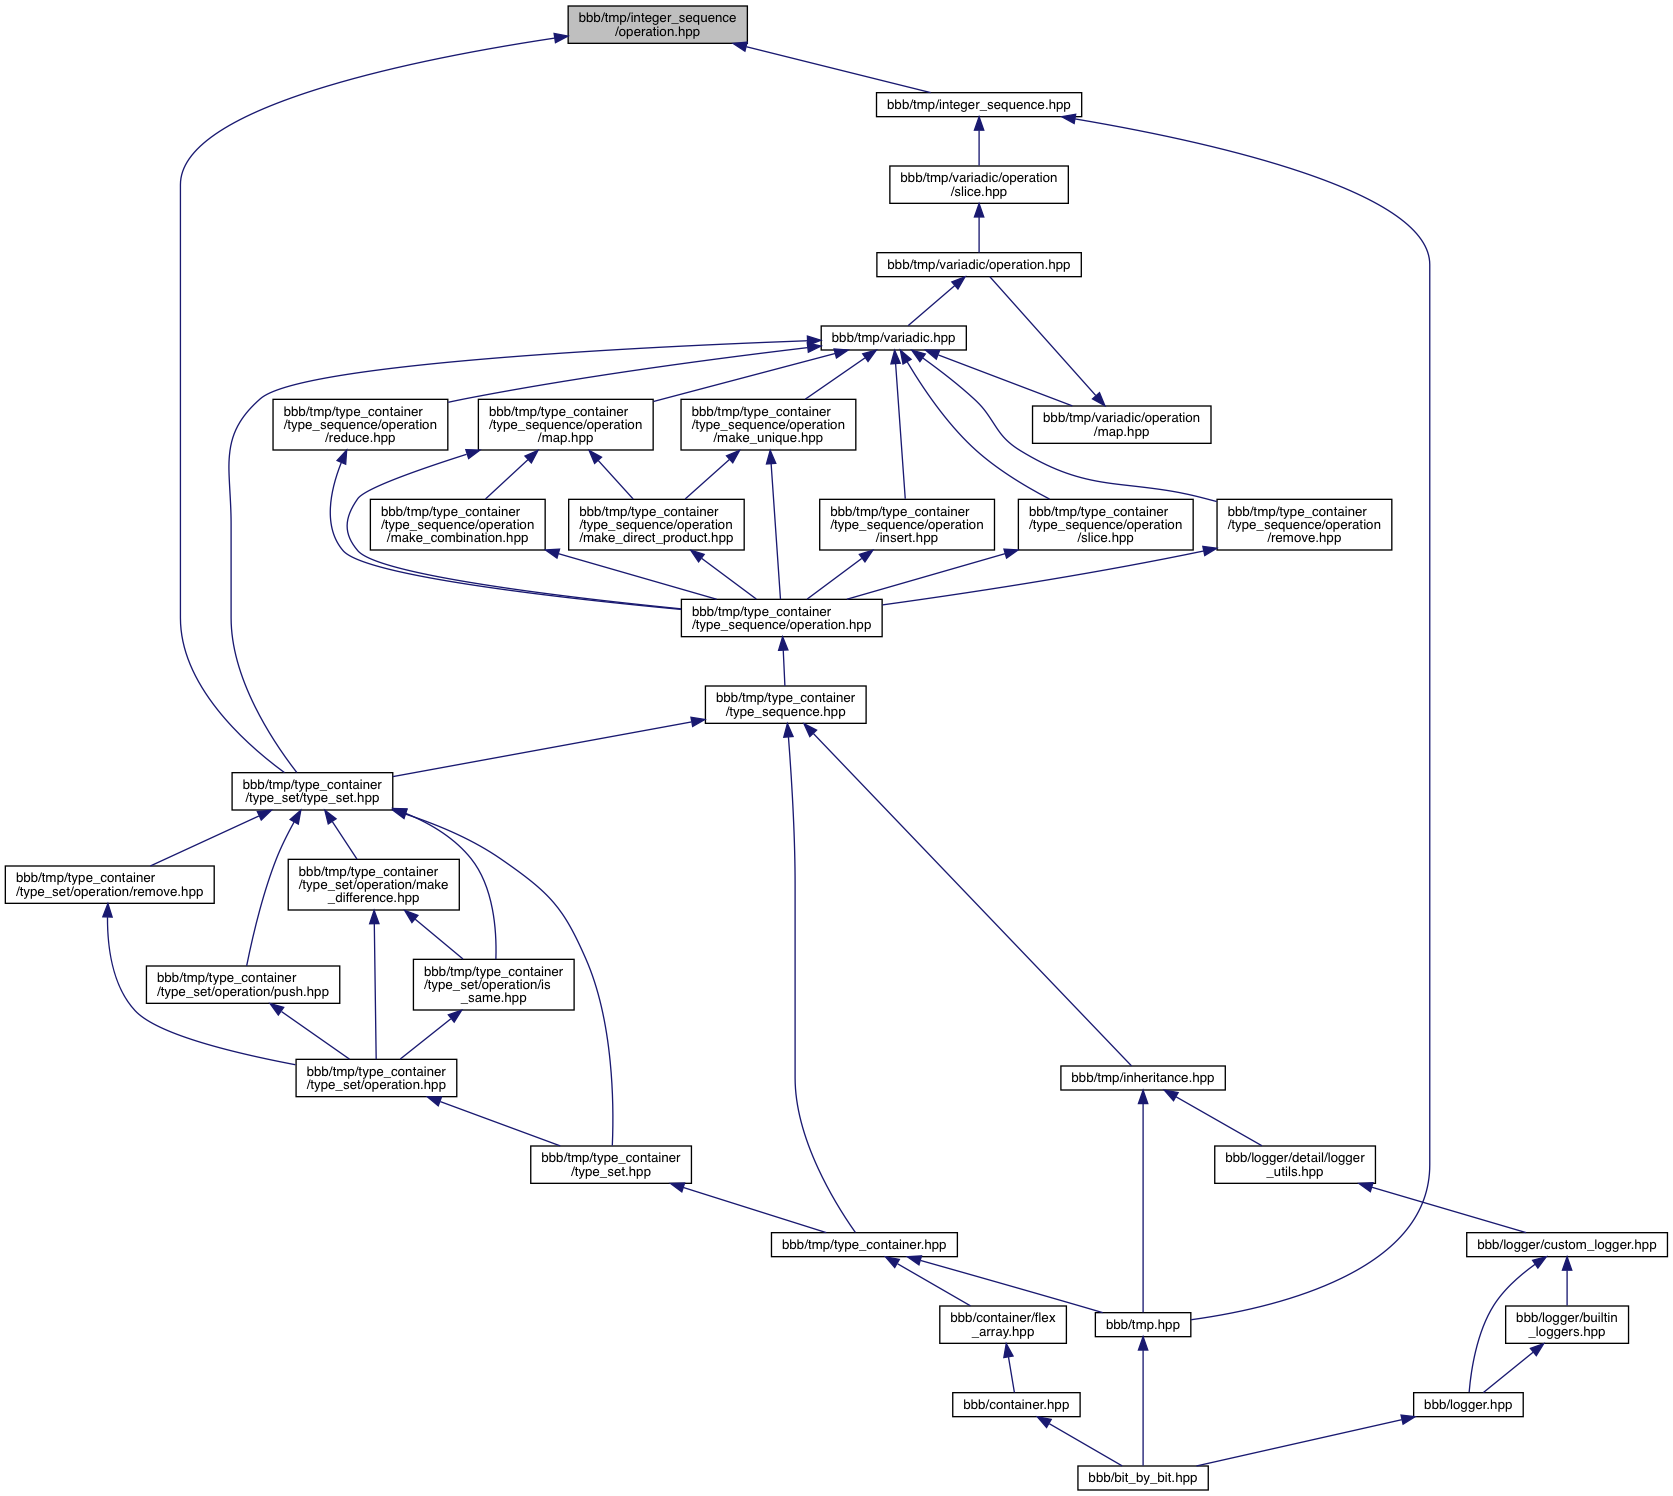 bbb/tmp/integer_sequence
/operation.hpp
bbb/tmp/integer_sequence.hpp
bbb/tmp/variadic/operation
/slice.hpp
bbb/tmp/variadic/operation.hpp
bbb/tmp/variadic.hpp
bbb/tmp/type_container
/type_sequence/operation
/reduce.hpp
bbb/tmp/type_container
/type_sequence/operation
/map.hpp
bbb/tmp/type_container
/type_sequence/operation
/make_unique.hpp
bbb/tmp/variadic/operation
/map.hpp
bbb/tmp/type_container
/type_sequence/operation
/make_combination.hpp
bbb/tmp/type_container
/type_sequence/operation
/make_direct_product.hpp
bbb/tmp/type_container
/type_sequence/operation
/insert.hpp
bbb/tmp/type_container
/type_sequence/operation
/slice.hpp
bbb/tmp/type_container
/type_sequence/operation
/remove.hpp
bbb/tmp/type_container
/type_sequence/operation.hpp
bbb/tmp/type_container
/type_sequence.hpp
bbb/tmp/type_container
/type_set/type_set.hpp
bbb/tmp/type_container
/type_set/operation/remove.hpp
bbb/tmp/type_container
/type_set/operation/make
_difference.hpp
bbb/tmp/type_container
/type_set/operation/push.hpp
bbb/tmp/type_container
/type_set/operation/is
_same.hpp
bbb/tmp/type_container
/type_set/operation.hpp
bbb/tmp/inheritance.hpp
bbb/tmp/type_container
/type_set.hpp
bbb/logger/detail/logger
_utils.hpp
bbb/tmp/type_container.hpp
bbb/logger/custom_logger.hpp
bbb/container/flex
_array.hpp
bbb/tmp.hpp
bbb/logger/builtin
_loggers.hpp
bbb/container.hpp
bbb/logger.hpp
bbb/bit_by_bit.hpp